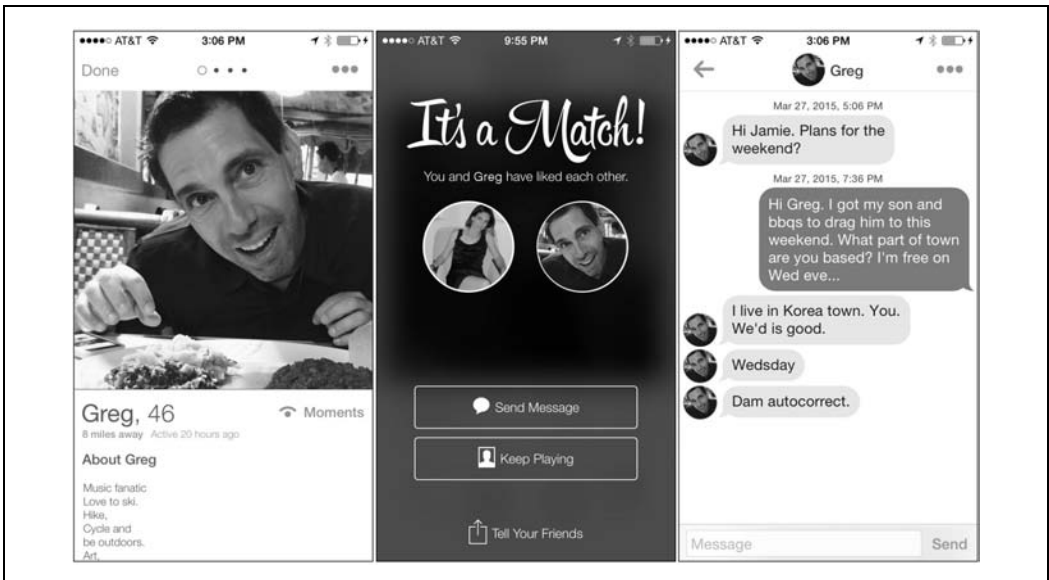 AT&T 3:06 PM
Done
Greg, 46
Moments
8 miles away Active 20 hours ago
About Greg
Music fanatic
Love to ski.
Hike,
Cycle and
be outdoors.
Art,
AT&T 9:55 PM
It's a Match!
You and Greg have liked each other.
Send Message
Keep Playing
Tell Your Friends
AT&T 3:06 PM
Greg
Mar 27, 2015, 5:06 PM
Hi Jamie. Plans for the
weekend?
Mar 27, 2015, 7:36 PM
Hi Greg. I got my son and
bbqs to drag him to this
weekend. What part of town
are you based? I'm free on
Wed eve...
I live in Korea town. You.
We'd is good.
Wedsday
Dam autocorrect.
Message
Send